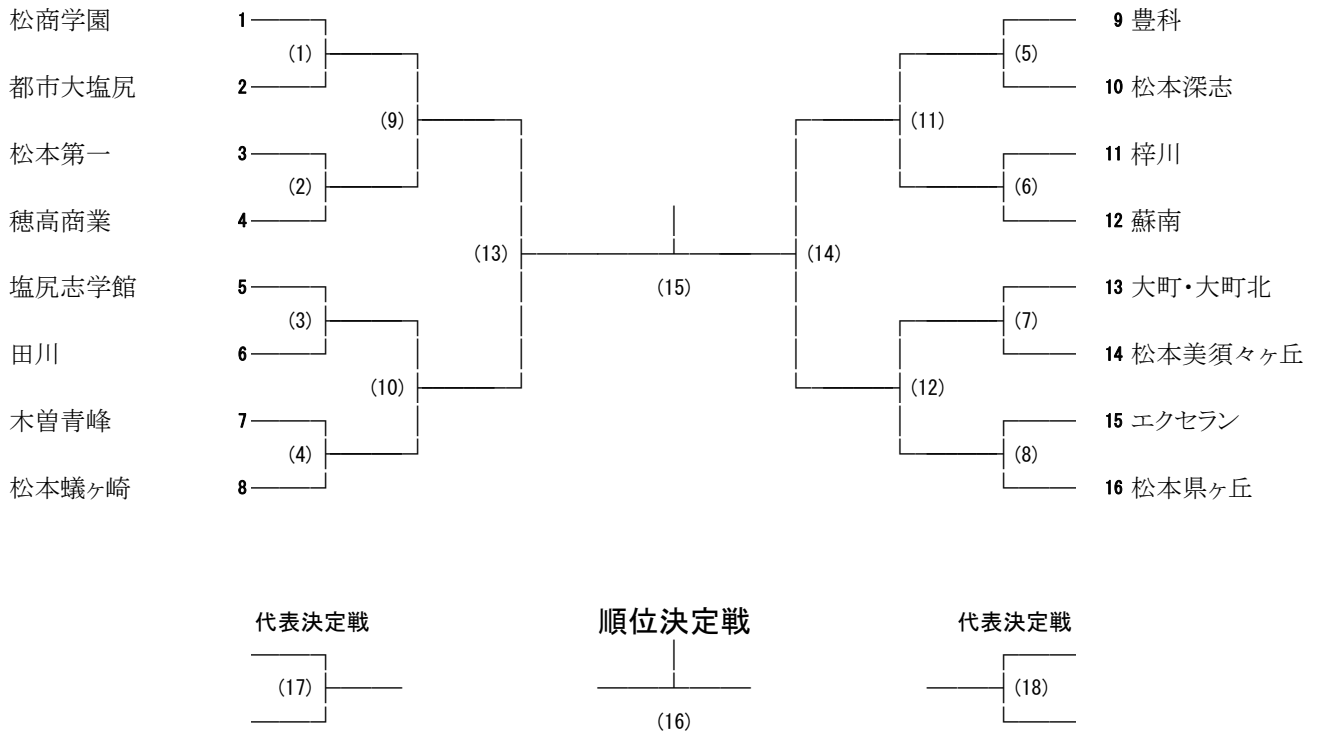 松商学園 1
(1)
都市大塩尻 2
(9)
松本第一 3
(2)
穂高商業 4
(13)
塩尻志学館 5
(3)
田川 6
(10)
木曽青峰 7
(4)
松本蟻ヶ崎 8
(15)
9 豊科
(5)
10 松本深志
(11)
11 梓川
(6)
12 蘇南
(14)
13 大町・大町北
(7)
14 松本美須々ヶ丘
(12)
15 エクセラン
(8)
16 松本県ヶ丘
代表決定戦
(17)
順位決定戦
(16)
代表決定戦
(18)